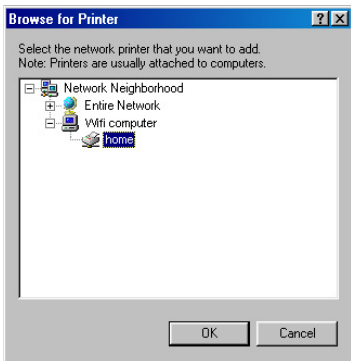 Browse for Printer
Select the network printer that you want to add.
Note: Printers are usually attached to computers.
Network Neighborhood
Entire Network
Wifi computer
home
OK Cancel